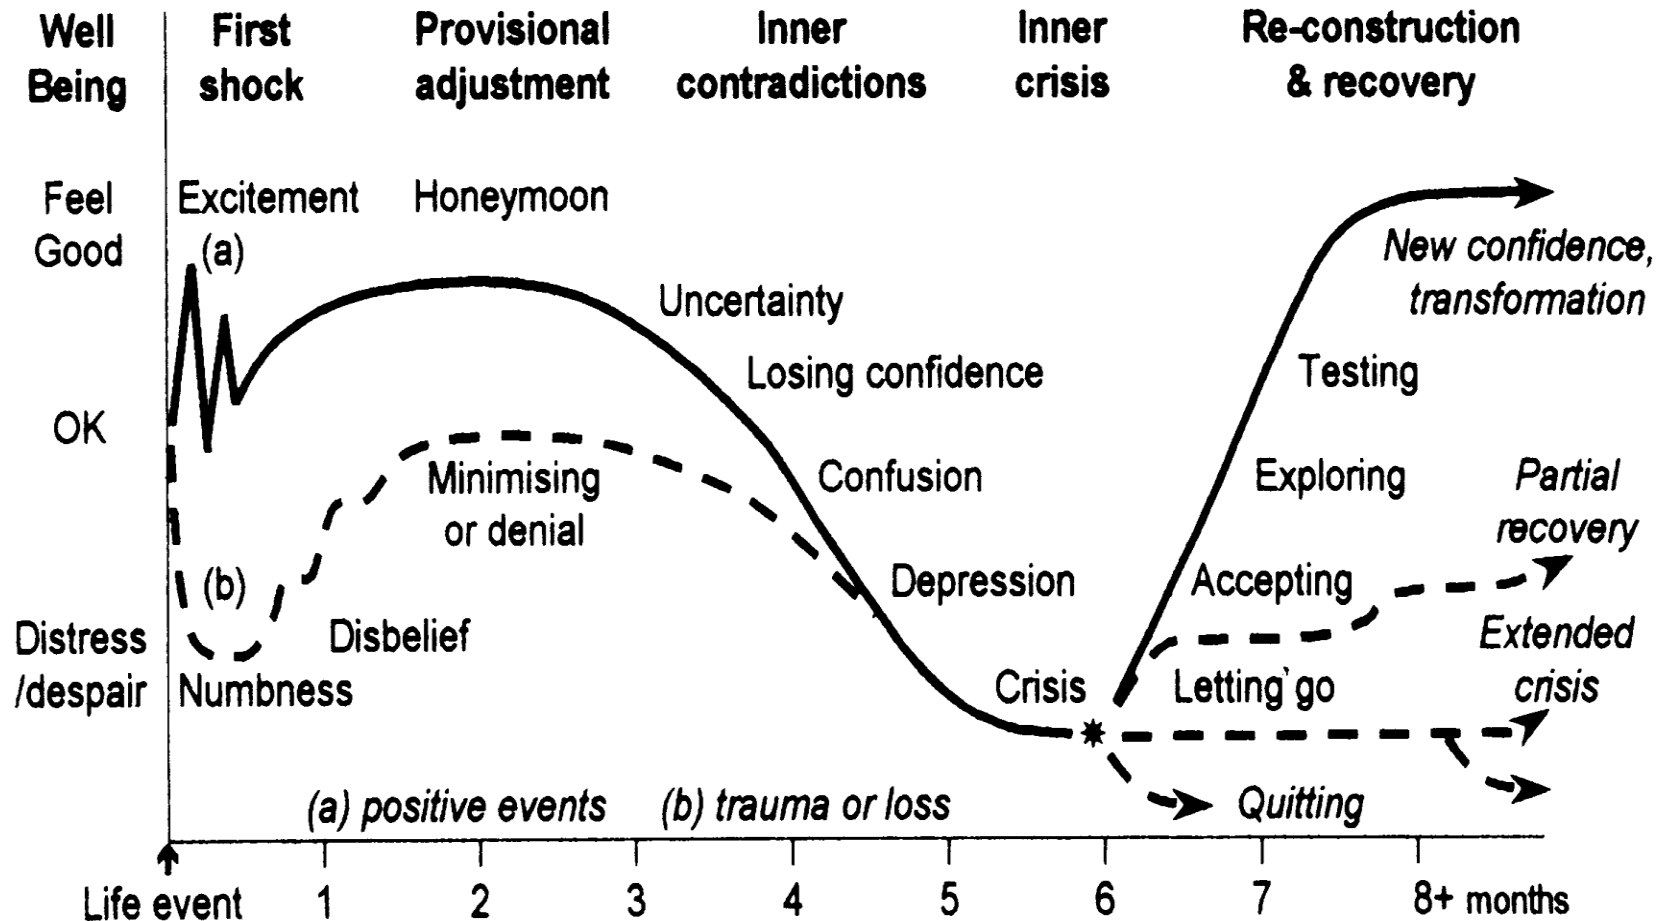 Well Being
First shock
Provisional adjustment
Inner contradictions
Inner crisis
Re-construction & recovery
Feel Good
OK
Distress /despair
Excitement
(a)
Honeymoon
Uncertainty
Losing confidence
Confusion
Depression
Minimising or denial
(b)
Disbelief
Numbness
Crisis
Letting go
Accepting
Exploring
Testing
New confidence, transformation
Partial recovery
Extended crisis
Quitting
(a) positive events
(b) trauma or loss
Life event
1
2
3
4
5
6
7
8+ months